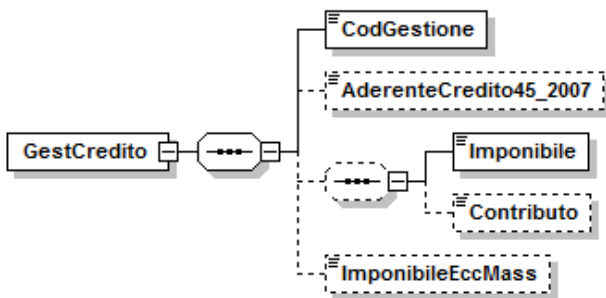 CodGestione
AderenteCredito45_2007
GestCredito
Imponibile
Contributo
ImponibileEccMass